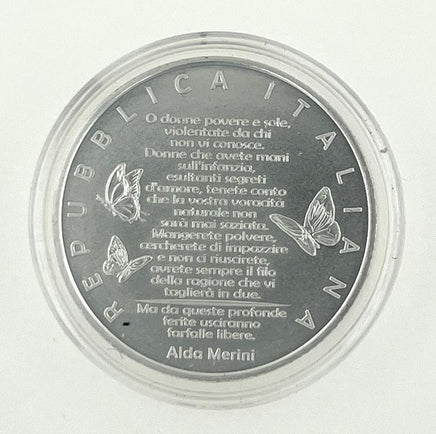 REPUBBLICA ITALIANA
O donne povere e sole,
violentate da chi
non vi conosce.
Donne che avete mani
sull'infanzia,
esultanti segreti
d'amore, tenete conto
che la vostra voracità
naturale non
sarà mai saziata.
Mangerete polvere,
cercherete di impazzire
e non ci riuscirete,
avrete sempre il filo
della ragione che vi
taglierà in due.
Ma da queste profonde
ferite usciranno
farfalle libere.
Alda Merini